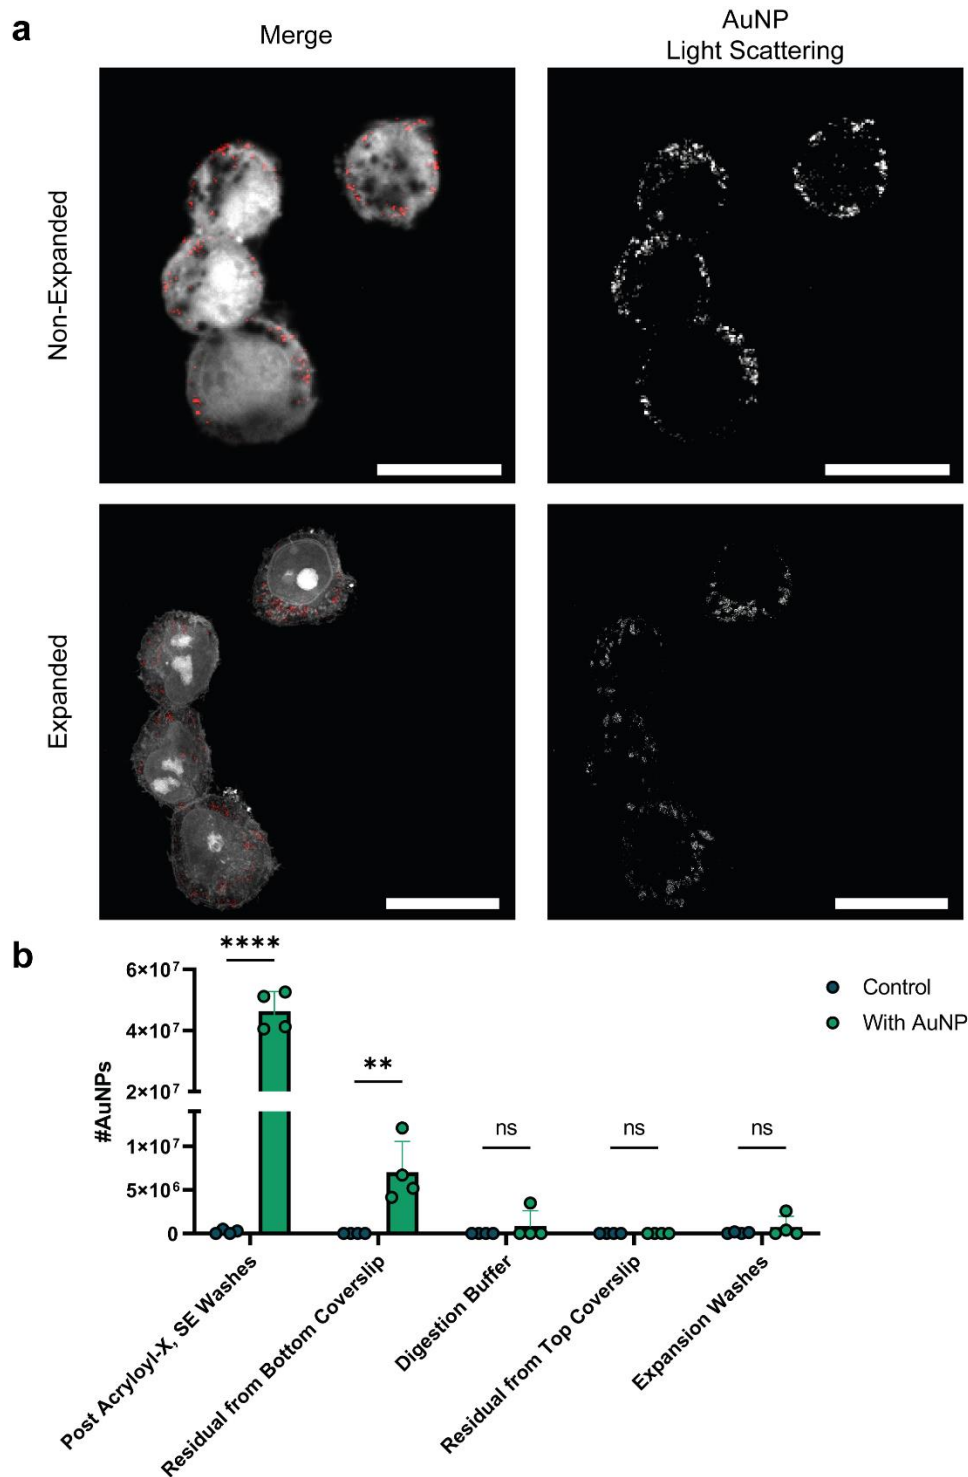 a
Merge
AuNP
Light Scattering
Non-Expanded
Expanded
b
****
**
ns
ns
ns
6×10⁷
4×10⁷
2×10⁷
1×10⁷
5×10⁶
0
#AuNPs
Control
With AuNP
Post Acryloyl-X, SE Washes
Residual from Bottom Coverslip
Digestion Buffer
Residual from Top Coverslip
Expansion Washes